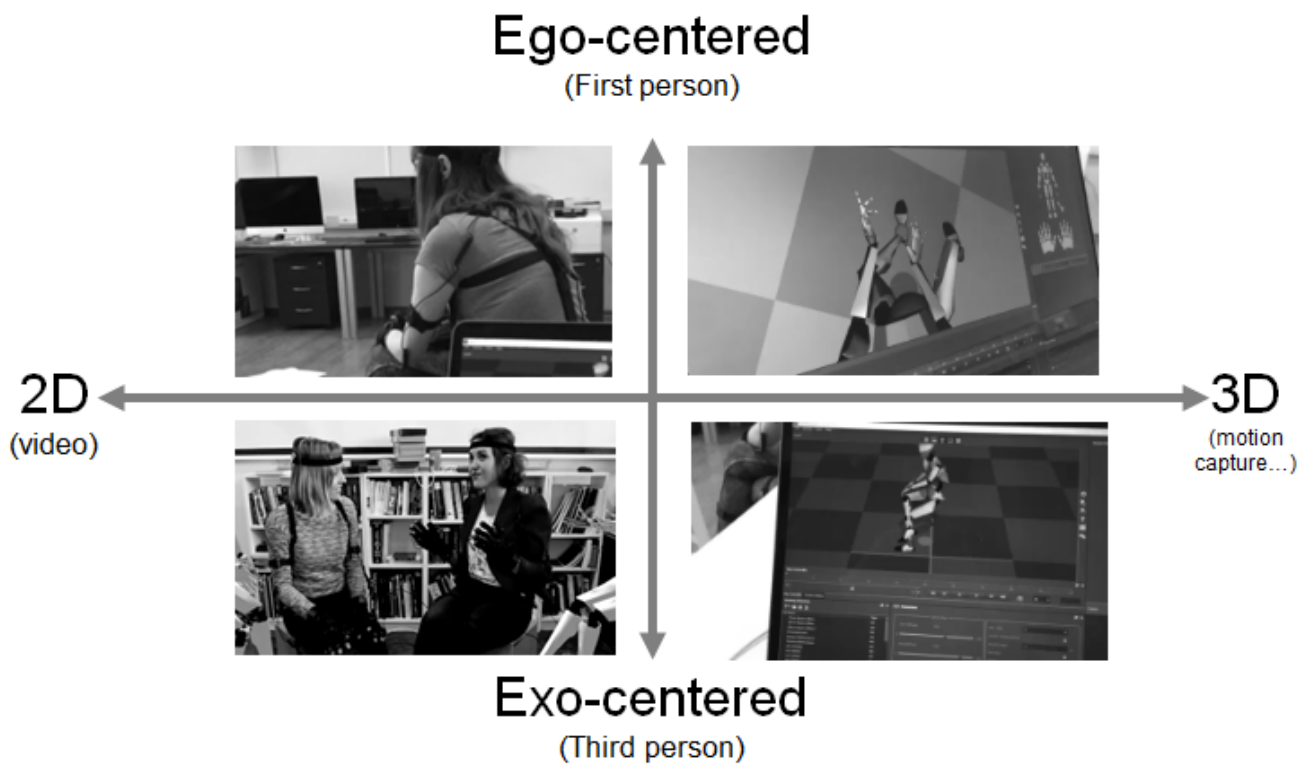 Ego-centered
(First person)
2D
(video)
3D
(motion
capture…)
Exo-centered
(Third person)